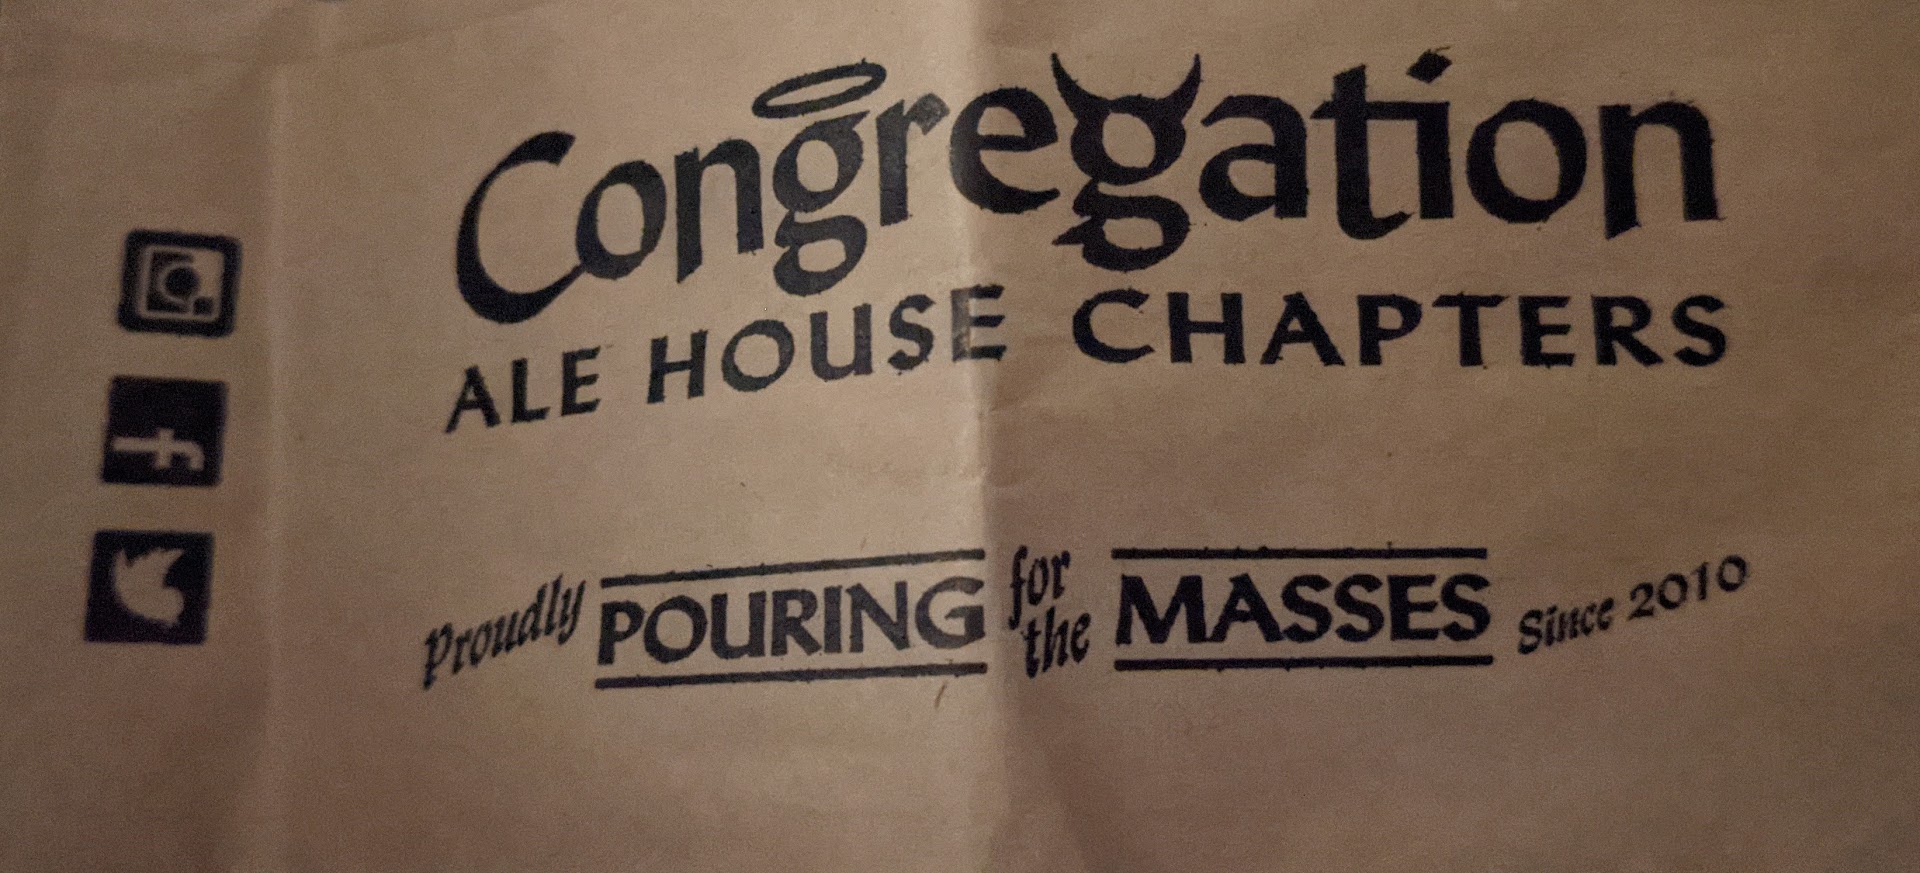 Congregation
ALE HOUSE CHAPTERS
Proudly POURING for the MASSES Since 2010